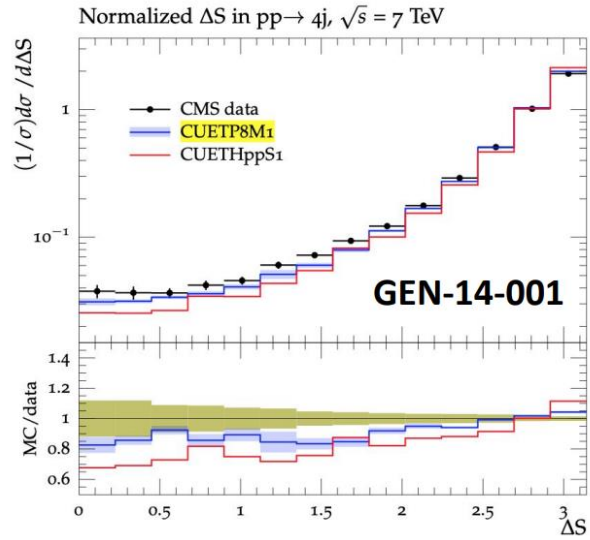 Normalized ΔS in pp→ 4j, √s = 7 TeV
(1/σ)dσ/dΔS
1
10⁻¹
CMS data
CUETP8M1
CUETHppS1
GEN-14-001
MC/data
1.4
1.2
1
0.8
0.6
0 0.5 1 1.5 2 2.5 3
ΔS